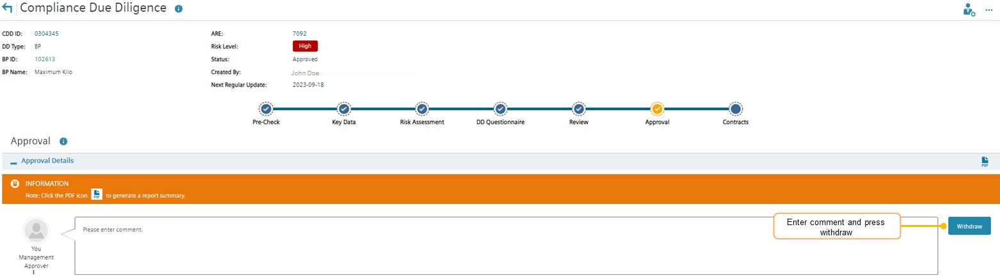 Compliance Due Diligence
CDD ID: 0304345
DD Type: BP
BP ID: 102613
BP Name: Maximum Kilo
ARE: 7092
Risk Level: High
Status: Approved
Created By: John Doe
Next Regular Update: 2023-09-18
Pre-Check Key Data Risk Assessment DD Questionnaire Review Approval Contracts
Approval
Approval Details
PDF
INFORMATION
Note: Click the PDF icon PDF to generate a report summary.
Please enter comment.
Enter comment and press
withdraw
Withdraw
You
Management
Approver